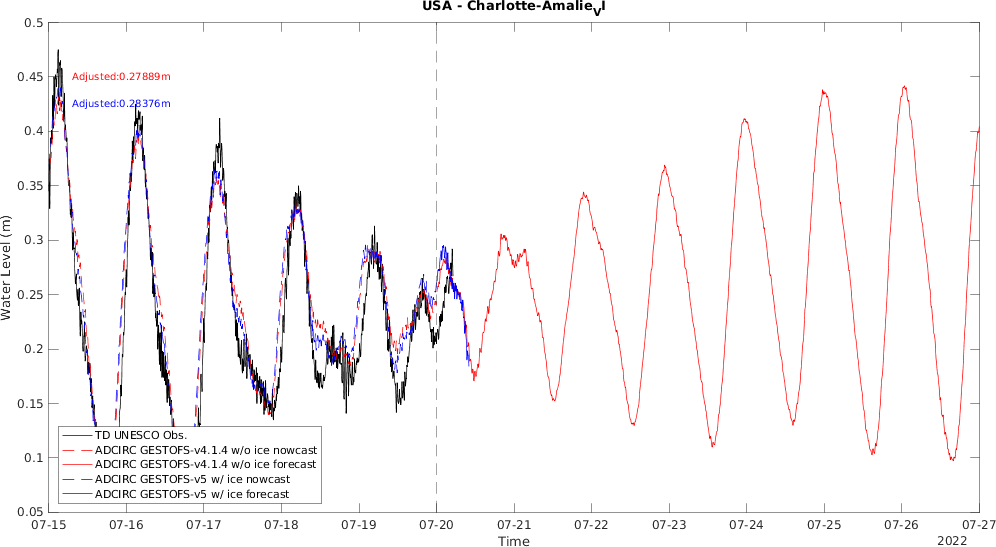 USA - Charlotte-Amalie_VI
0.5
0.45
0.4
0.35
0.3
0.25
0.2
0.15
0.1
0.05
Water Level (m)
Adjusted:0.27889m
Adjusted:0.28376m
TD UNESCO Obs.
ADCIRC GESTOFS-v4.1.4 w/o ice nowcast
ADCIRC GESTOFS-v4.1.4 w/o ice forecast
ADCIRC GESTOFS-v5 w/ ice nowcast
ADCIRC GESTOFS-v5 w/ ice forecast
07-15 07-16 07-17 07-18 07-19 07-20 07-21 07-22 07-23 07-24 07-25 07-26 07-27
Time
2022